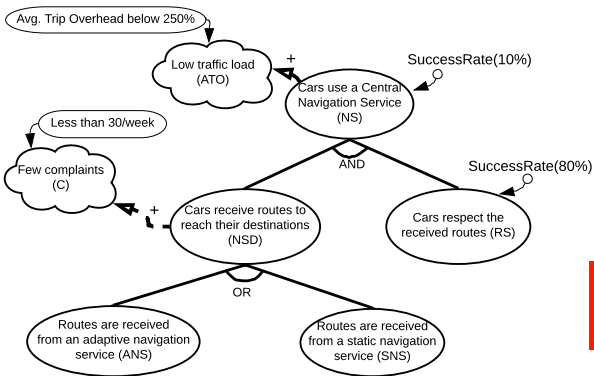 Avg. Trip Overhead below 250%
Low traffic load
(ATO)
+
SuccessRate(10%)
Cars use a Central
Navigation Service
(NS)
Less than 30/week
AND
SuccessRate(80%)
Few complaints
(C)
+
Cars receive routes to
reach their destinations
(NSD)
Cars respect the
received routes (RS)
OR
Routes are received
from an adaptive navigation
service (ANS)
Routes are received
from a static navigation
service (SNS)